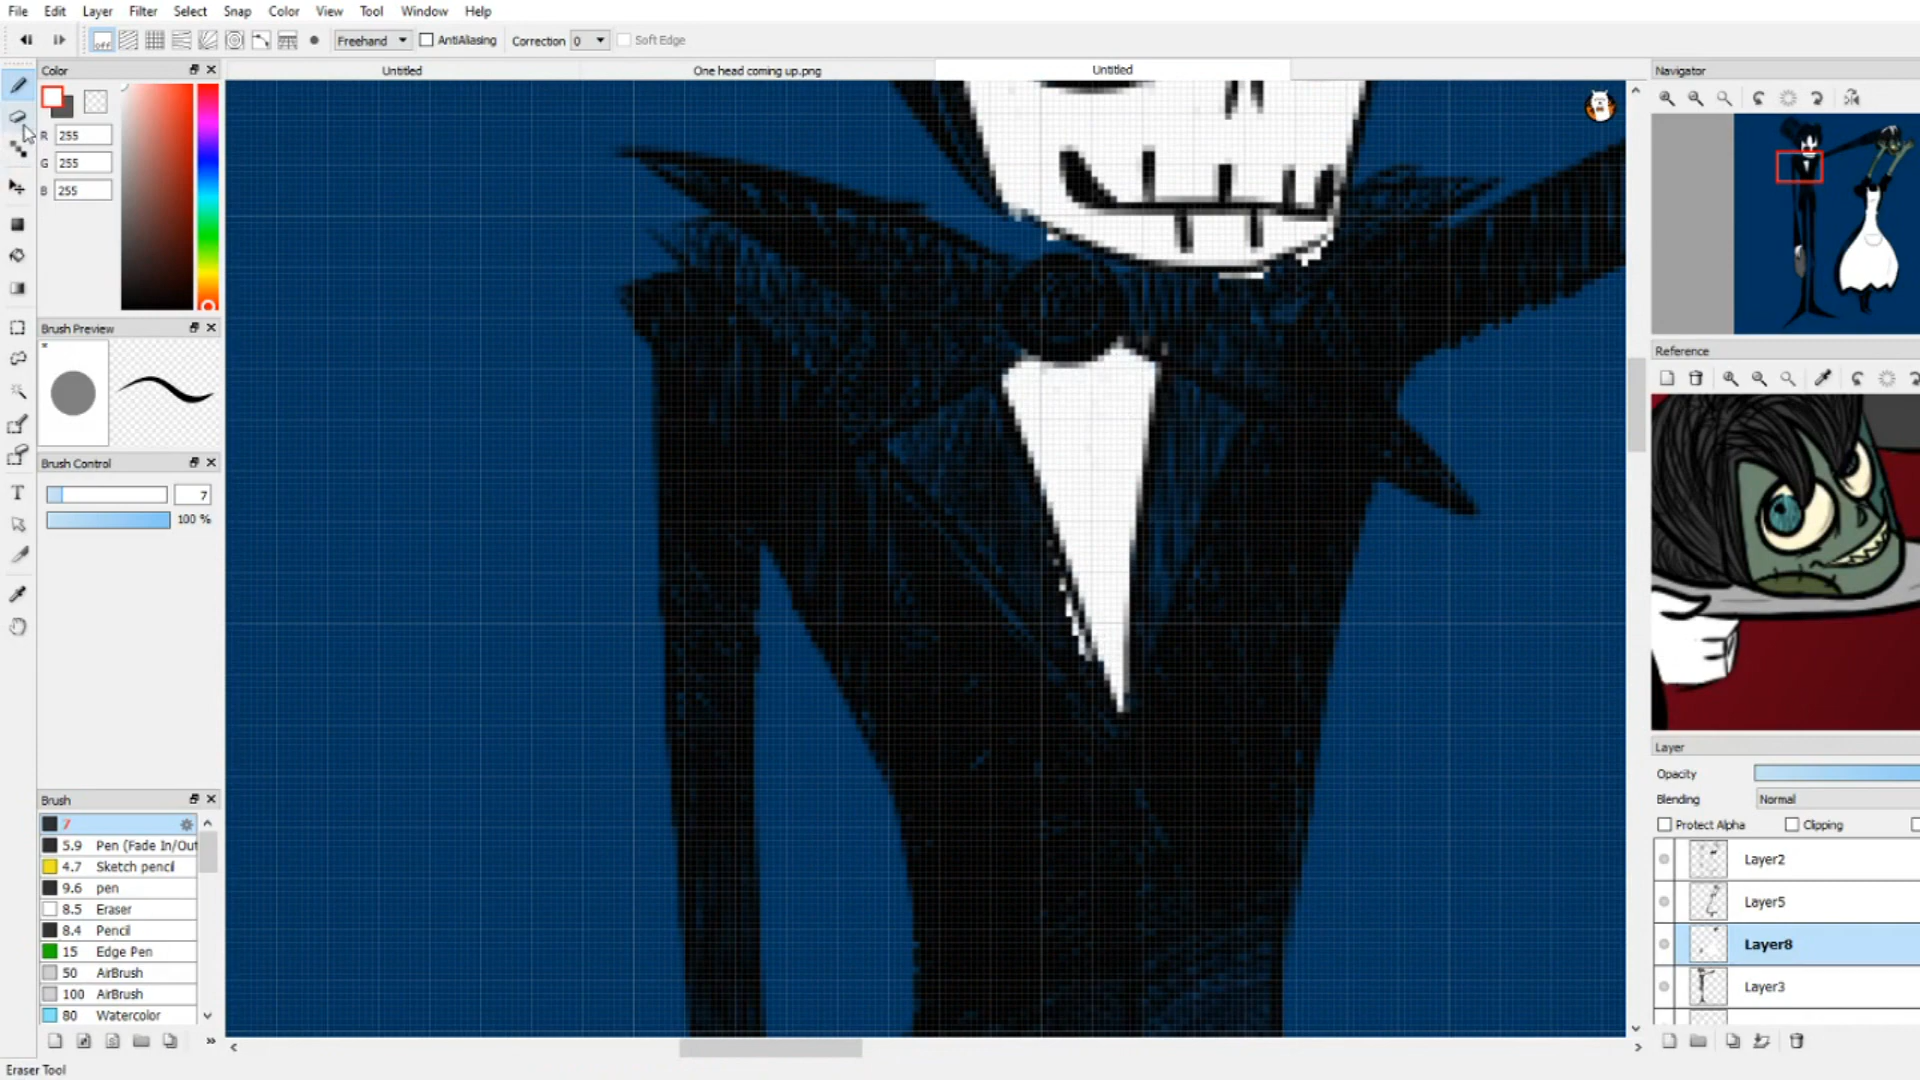 File Edit Layer Filter Select Snap Color View Tool Window Help
off Freehand AntiAliasing Correction 0 Soft Edge
Color
Untitled One head coming up.png Untitled
Navigator
R 255
G 255
B 255
Brush Preview
Reference
Brush Control
7
100 %
Layer
Opacity
Blending Normal
Protect Alpha Clipping
Brush
7
5.9 Pen (Fade In/Out
4.7 Sketch pencil
9.6 pen
8.5 Eraser
8.4 Pencil
15 Edge Pen
50 AirBrush
100 AirBrush
80 Watercolor
Layer2
Layer5
Layer8
Layer3
Eraser Tool